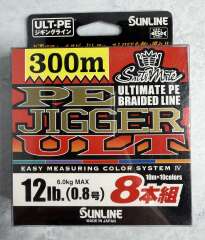 ULT-PE
ジギングライン
SUNLINE
300m
SaltiMate
ULTIMATE PE
BRAIDED LINE
PE
JIGGER
ULT
EASY MEASURING COLOR SYSTEM IV
10m×10colors
6.0kg MAX
12lb.(0.8号)
8本組
SUNLINE
MADE IN JAPAN